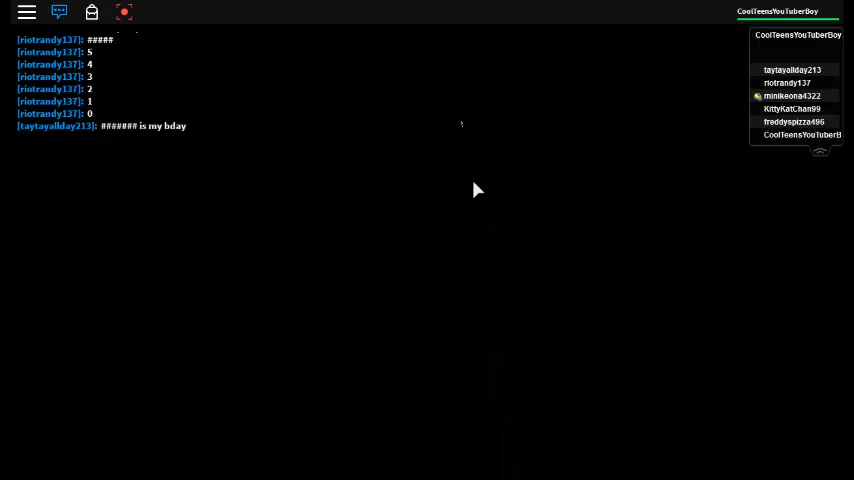 CoolTeensYouTuberBoy
[riotrandy137]: #####
[riotrandy137]: 5
[riotrandy137]: 4
[riotrandy137]: 3
[riotrandy137]: 2
[riotrandy137]: 1
[riotrandy137]: 0
[taytayallday213]: ####### is my bday
CoolTeensYouTuberBoy
taytayallday213
riotrandy137
minikeona4322
KittyKatChan99
freddyspizza496
CoolTeensYouTuberB